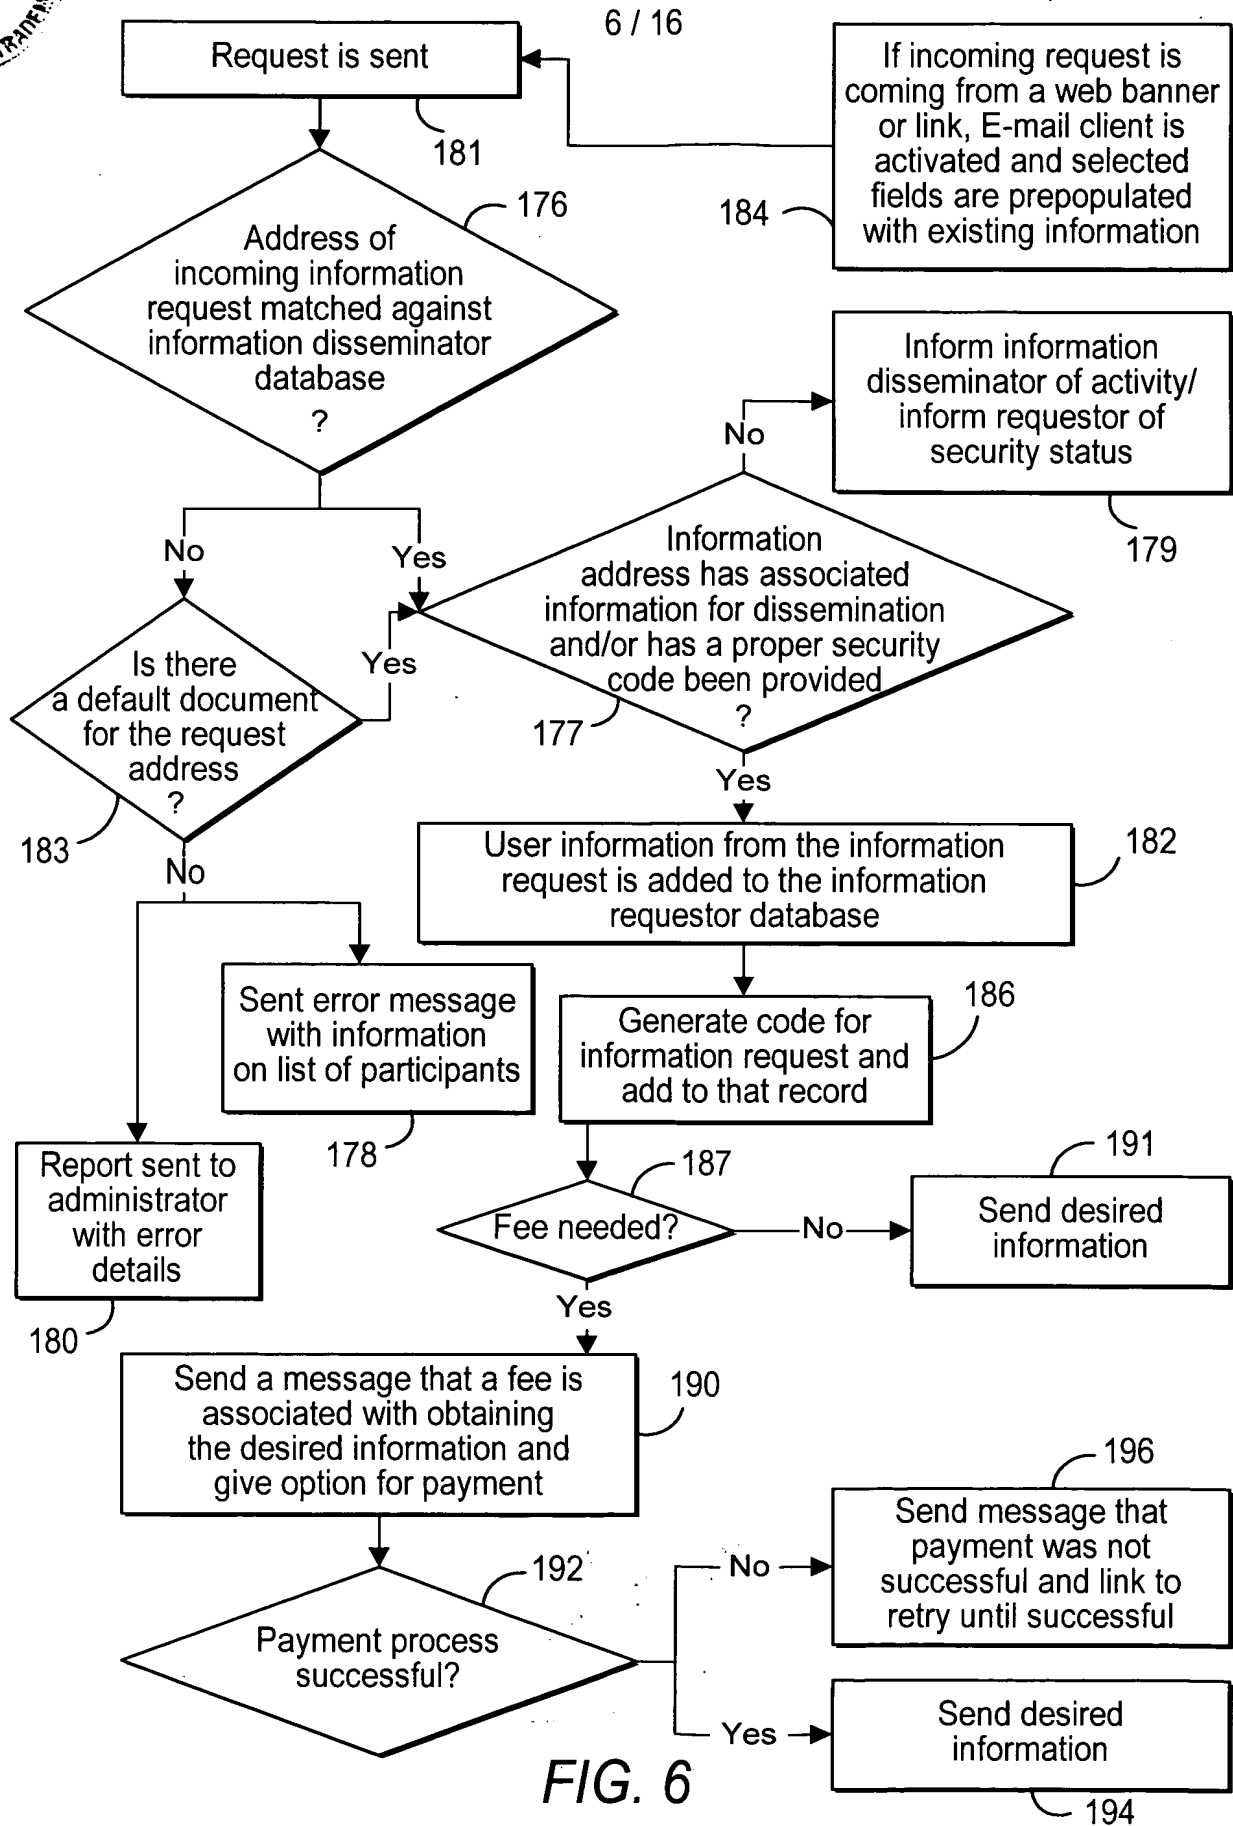 6 / 16
Request is sent
181
If incoming request is
coming from a web banner
or link, E-mail client is
activated and selected
fields are prepopulated
with existing information
184
176
Address of
incoming information
request matched against
information disseminator
database
?
Inform information
disseminator of activity/
inform requestor of
security status
179
No
No
Yes
Information
address has associated
information for dissemination
and/or has a proper security
code been provided
?
177
Is there
a default document
for the request
address
?
183
Yes
Yes
No
User information from the information
request is added to the information
requestor database
182
Sent error message
with information
on list of participants
178
Generate code for
information request and
add to that record
186
Report sent to
administrator
with error
details
180
187
Fee needed?
No
191
Send desired
information
Yes
Send a message that a fee is
associated with obtaining
the desired information and
give option for payment
190
196
Send message that
payment was not
successful and link to
retry until successful
192
Payment process
successful?
No
Yes
Send desired
information
194
FIG. 6